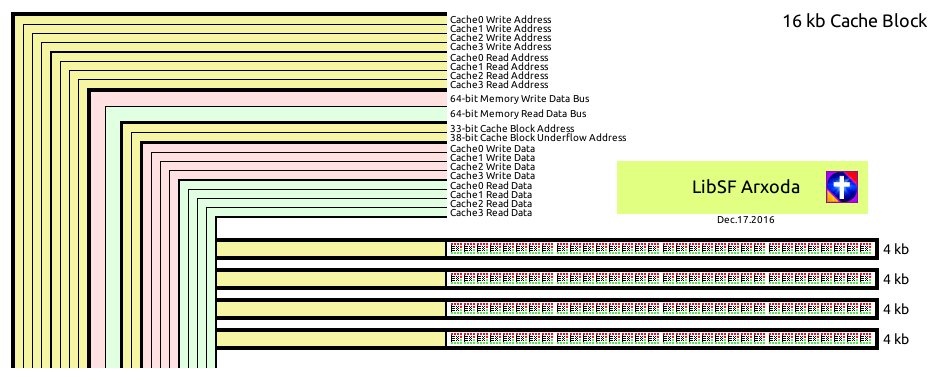 16 kb Cache Block
Cache0 Write Address
Cache1 Write Address
Cache2 Write Address
Cache3 Write Address
Cache0 Read Address
Cache1 Read Address
Cache2 Read Address
Cache3 Read Address
64-bit Memory Write Data Bus
64-bit Memory Read Data Bus
33-bit Cache Block Address
38-bit Cache Block Underflow Address
Cache0 Write Data
Cache1 Write Data
Cache2 Write Data
Cache3 Write Data
Cache0 Read Data
Cache1 Read Data
Cache2 Read Data
Cache3 Read Data
LibSF Arxoda
Dec.17.2016
4 kb
4 kb
4 kb
4 kb